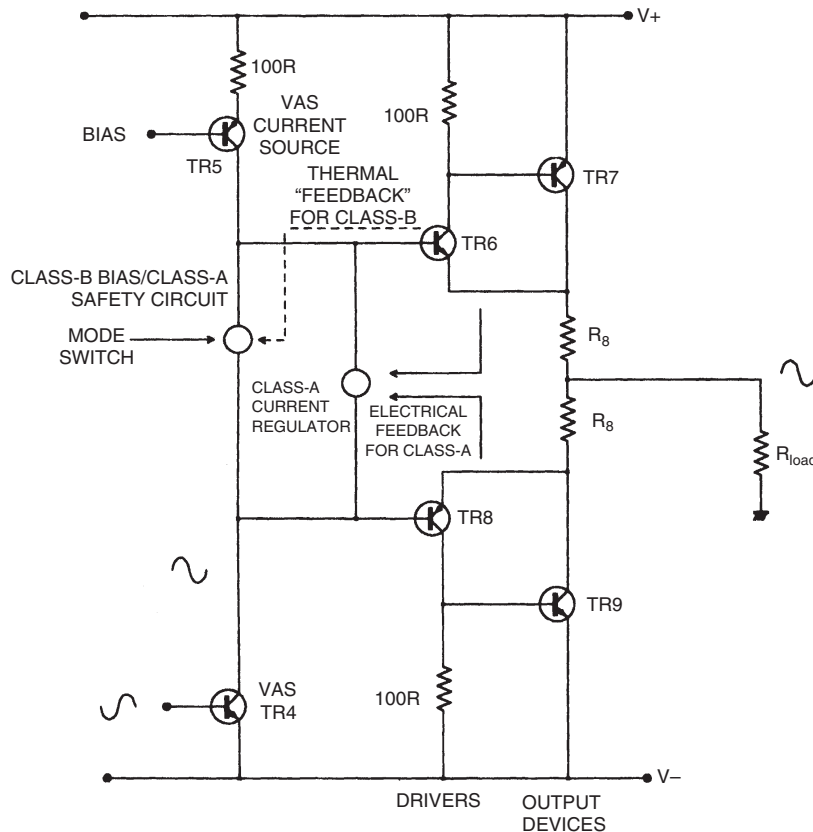 V+
100R
VAS
CURRENT
SOURCE
100R
BIAS
TR5
THERMAL
“FEEDBACK”
FOR CLASS-B
TR7
TR6
CLASS-B BIAS/CLASS-A
SAFETY CIRCUIT
MODE
SWITCH
R8
CLASS-A
CURRENT
REGULATOR
ELECTRICAL
FEEDBACK
FOR CLASS-A
R8
Rload
TR8
TR9
VAS
TR4
100R
V–
DRIVERS
OUTPUT
DEVICES